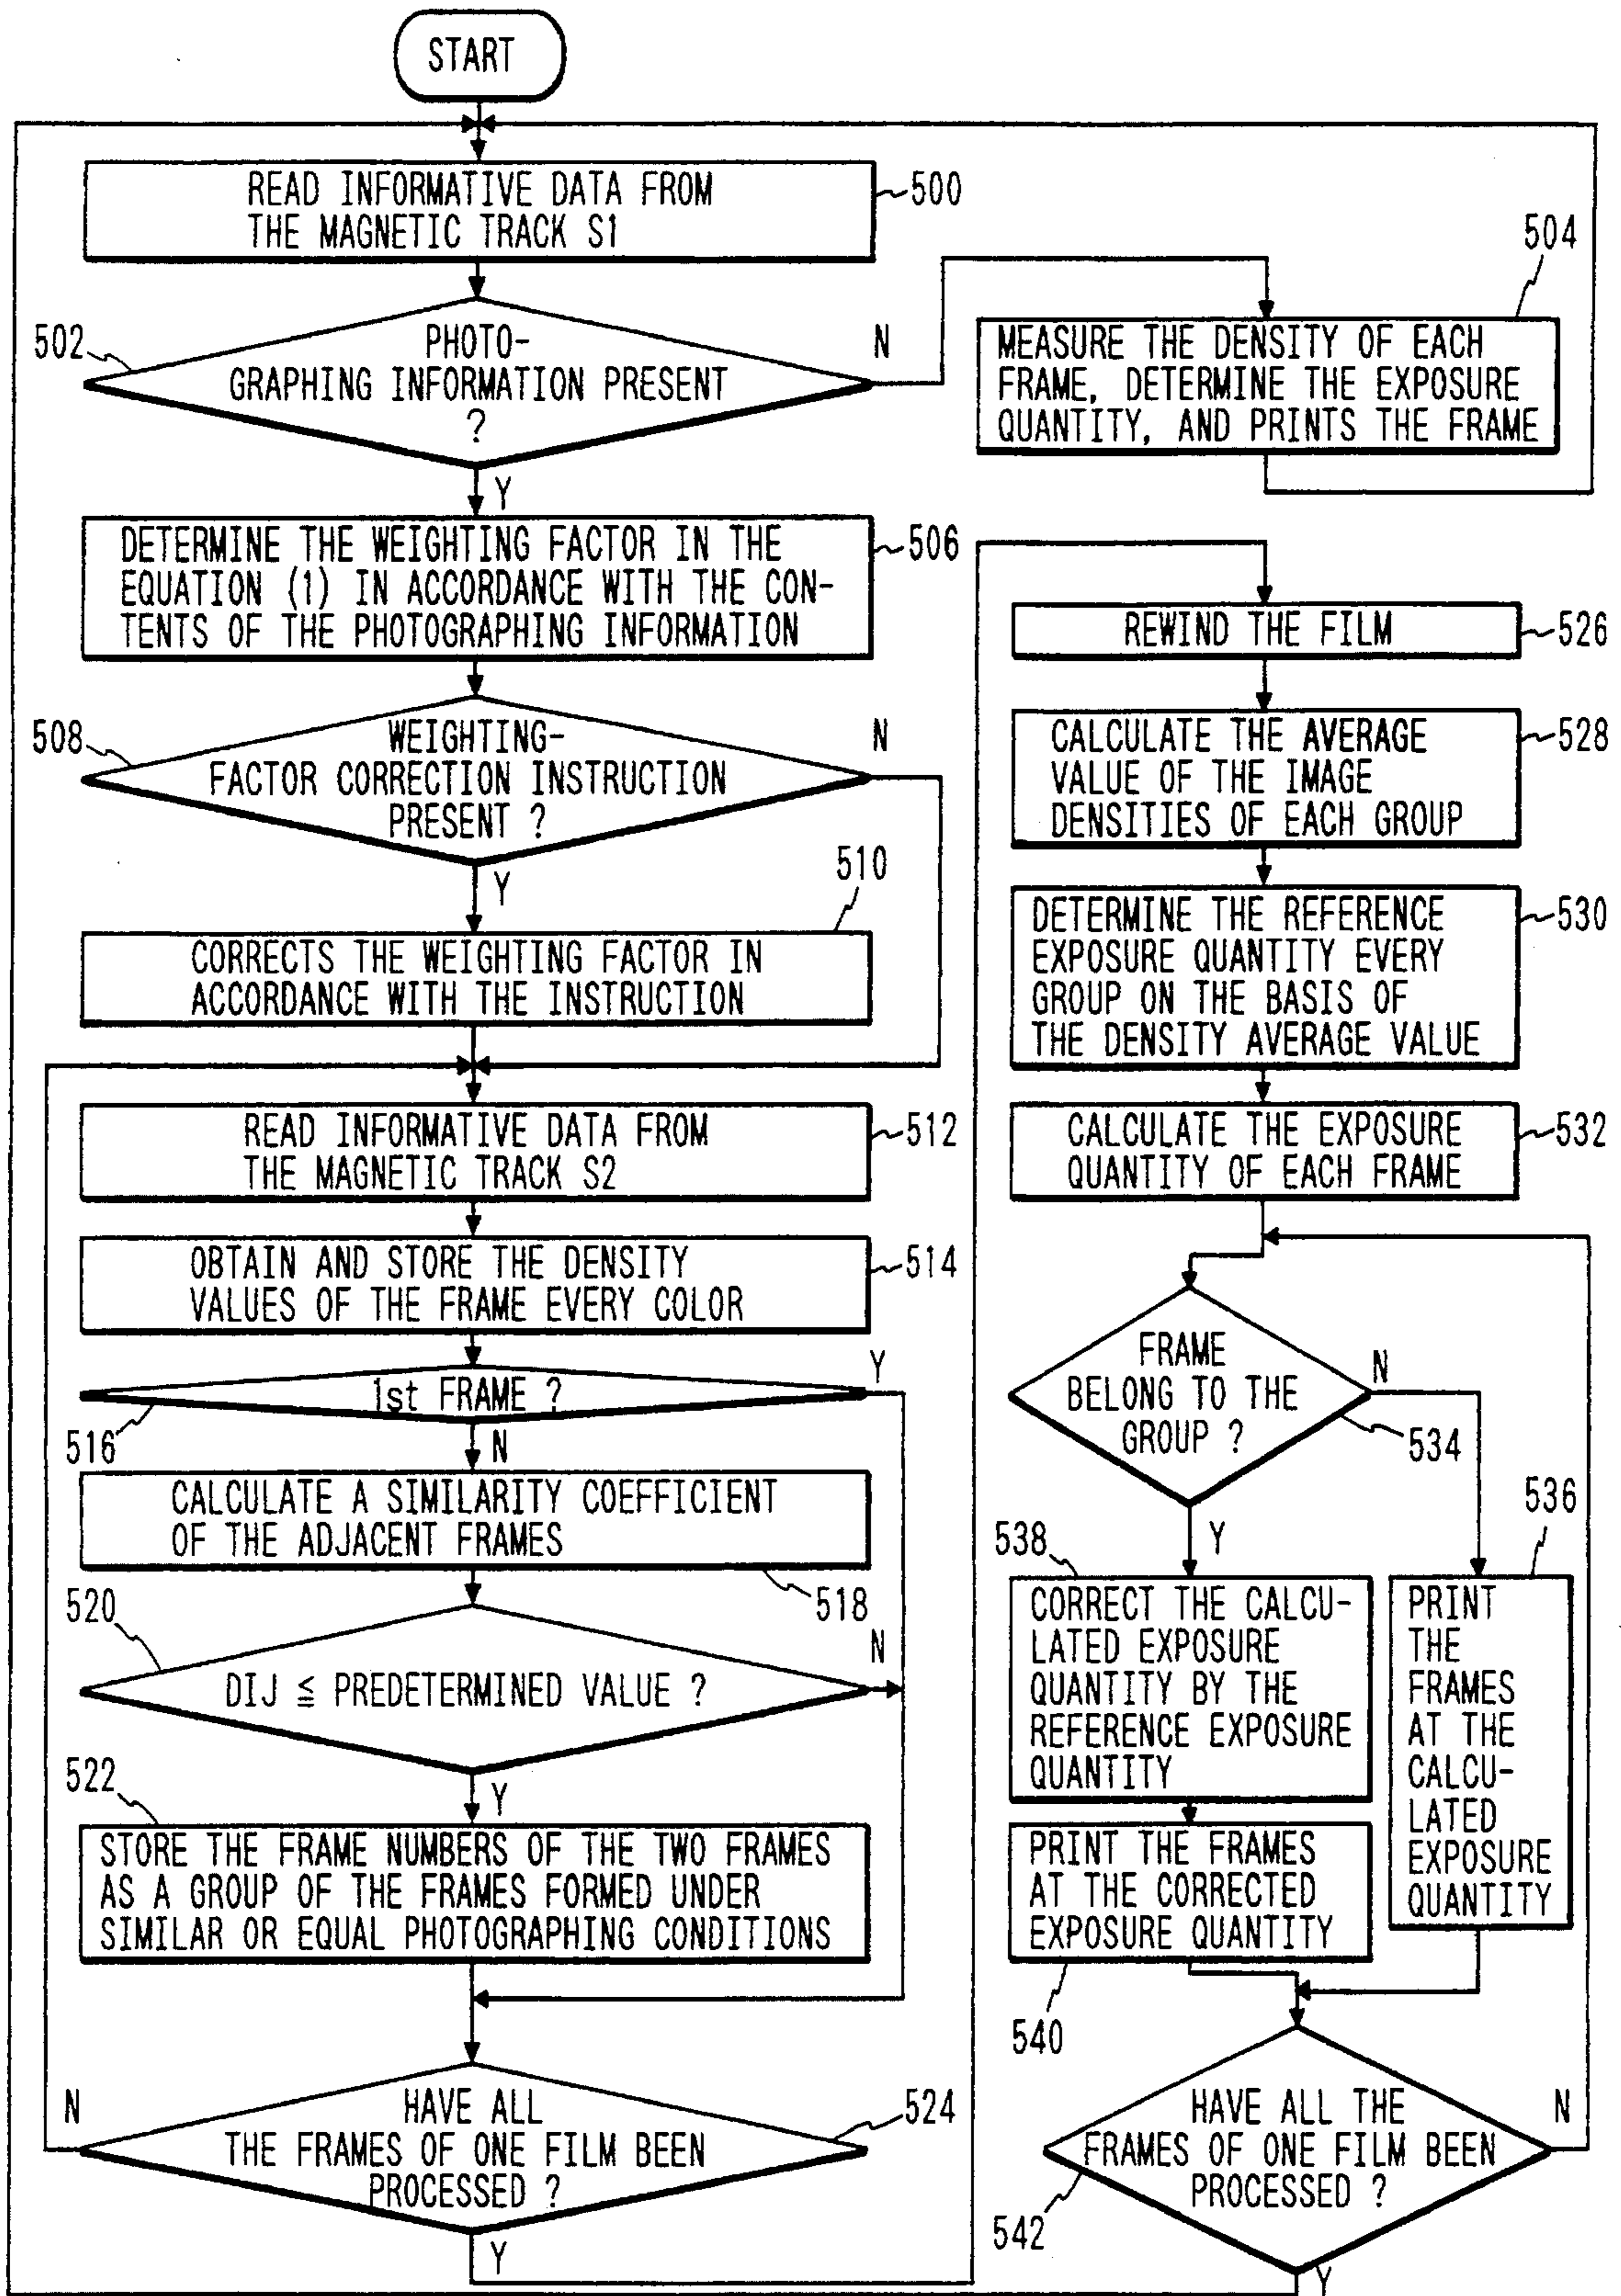 START
READ INFORMATIVE DATA FROM
THE MAGNETIC TRACK S1
500
502
PHOTO-
GRAPHING INFORMATION PRESENT
?
N
Y
504
MEASURE THE DENSITY OF EACH
FRAME, DETERMINE THE EXPOSURE
QUANTITY, AND PRINTS THE FRAME
DETERMINE THE WEIGHTING FACTOR IN THE
EQUATION (1) IN ACCORDANCE WITH THE CON-
TENTS OF THE PHOTOGRAPHING INFORMATION
506
508
WEIGHTING-
FACTOR CORRECTION INSTRUCTION
PRESENT ?
N
Y
510
CORRECTS THE WEIGHTING FACTOR IN
ACCORDANCE WITH THE INSTRUCTION
READ INFORMATIVE DATA FROM
THE MAGNETIC TRACK S2
512
OBTAIN AND STORE THE DENSITY
VALUES OF THE FRAME EVERY COLOR
514
1st FRAME ?
Y
516
N
CALCULATE A SIMILARITY COEFFICIENT
OF THE ADJACENT FRAMES
518
520
DIJ ≦ PREDETERMINED VALUE ?
N
Y
522
STORE THE FRAME NUMBERS OF THE TWO FRAMES
AS A GROUP OF THE FRAMES FORMED UNDER
SIMILAR OR EQUAL PHOTOGRAPHING CONDITIONS
N
HAVE ALL
THE FRAMES OF ONE FILM BEEN
PROCESSED ?
524
Y
REWIND THE FILM
526
CALCULATE THE AVERAGE
VALUE OF THE IMAGE
DENSITIES OF EACH GROUP
528
DETERMINE THE REFERENCE
EXPOSURE QUANTITY EVERY
GROUP ON THE BASIS OF
THE DENSITY AVERAGE VALUE
530
CALCULATE THE EXPOSURE
QUANTITY OF EACH FRAME
532
FRAME
BELONG TO THE
GROUP ?
N
534
Y
538
CORRECT THE CALCU-
LATED EXPOSURE
QUANTITY BY THE
REFERENCE EXPOSURE
QUANTITY
536
PRINT
THE
FRAMES
AT THE
CALCU-
LATED
EXPOSURE
QUANTITY
PRINT THE FRAMES
AT THE CORRECTED
EXPOSURE QUANTITY
540
HAVE ALL THE
FRAMES OF ONE FILM BEEN
PROCESSED ?
N
542
Y